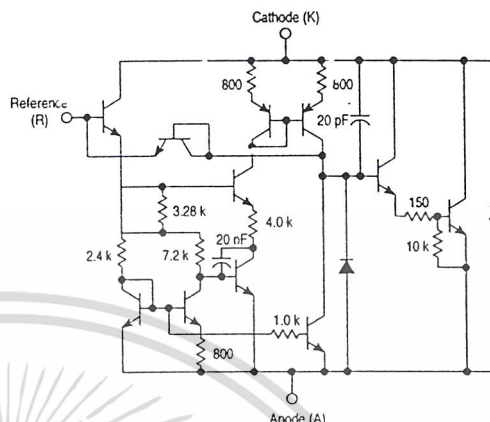 Cathode (K)
800
800
Reference
(R)
20 pF
3.28 k
4.0 k
150
10 k
2.4 k
7.2 k
20 nF
1.0 k
800
Anode (A)